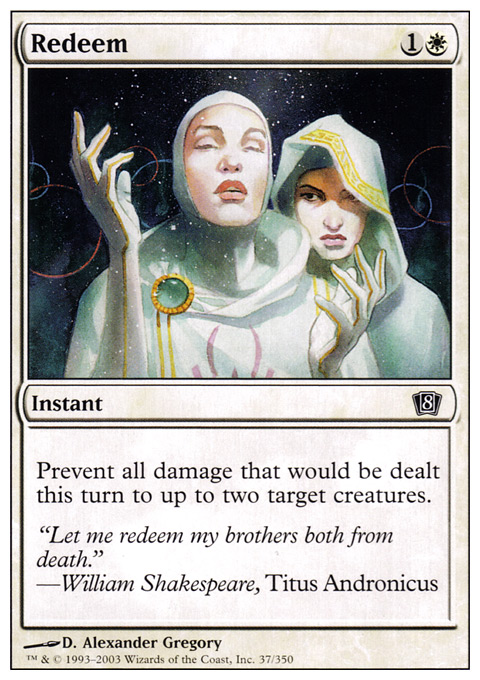 Redeem 1
Instant 8
Prevent all damage that would be dealt
this turn to up to two target creatures.
“Let me redeem my brothers both from
death.”
—William Shakespeare, Titus Andronicus
D. Alexander Gregory
™ & © 1993–2003 Wizards of the Coast, Inc. 37/350